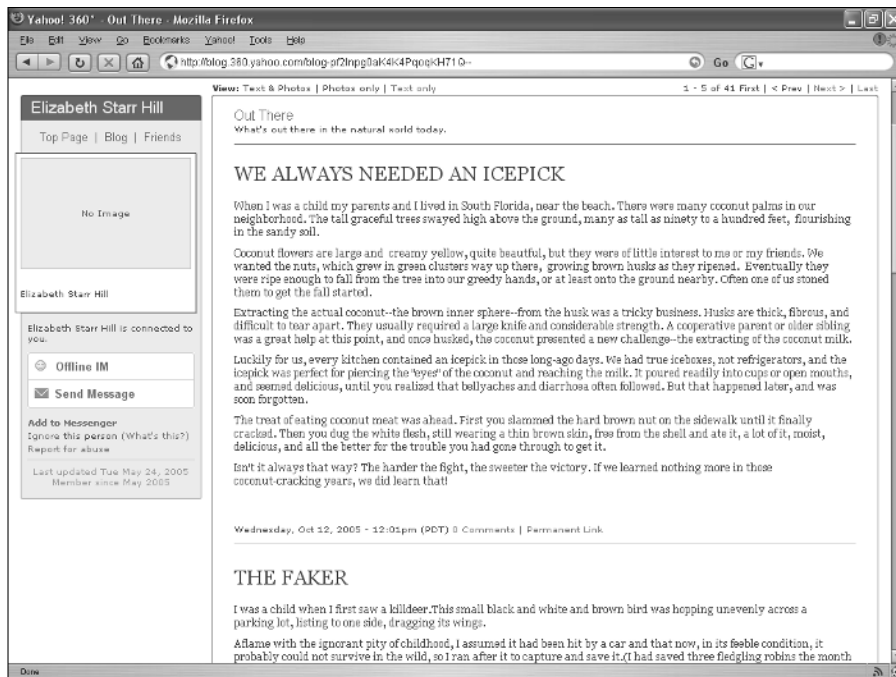 Yahoo! 360° - Out There - Mozilla Firefox
File Edit View Go Bookmarks Yahoo! Tools Help
http://blog.360.yahoo.com/blog- Go
View: Text & Photos | Photos only | Text only
1 - 5 of 41 First | < Prev | Next > | Last
Elizabeth Starr Hill
Top Page | Blog | Friends
No Image
Elizabeth Starr Hill
Elizabeth Starr Hill is connected to
you.
Offline IM
Send Message
Add to Messenger
Ignore this person (What's this?)
Report for abuse
Last updated Tue May 24, 2005
Member since May 2005
Out There
What's out there in the natural world today.
WE ALWAYS NEEDED AN ICEPICK
When I was a child my parents and I lived in South Florida, near the beach. There were many coconut palms in our
neighborhood. The tall graceful trees swayed high above the ground, many as tall as ninety to a hundred feet, flourishing
in the sandy soil.
Coconut flowers are large and creamy yellow, quite beautful, but they were of little interest to me or my friends. We
wanted the nuts, which grew in green clusters way up there, growing brown husks as they ripened. Eventually they
were ripe enough to fall from the tree into our greedy hands, or at least onto the ground nearby. Often one of us stoned
them to get the fall started.
Extracting the actual coconut--the brown inner sphere--from the husk was a tricky business. Husks are thick, fibrous, and
difficult to tear apart. They usually required a large knife and considerable strength. A cooperative parent or older sibling
was a great help at this point, and once husked, the coconut presented a new challenge--the extracting of the coconut milk.
Luckily for us, every kitchen contained an icepick in those long-ago days. We had true iceboxes, not refrigerators, and the
icepick was perfect for piercing the "eyes" of the coconut and reaching the milk. It poured readily into cups or open mouths,
and seemed delicious, until you realized that bellyaches and diarrhoea often followed. But that happened later, and was
soon forgotten.
The treat of eating coconut meat was ahead. First you slammed the hard brown nut on the sidewalk until it finally
cracked. Then you dug the white flesh, still wearing a thin brown skin, free from the shell and ate it, a lot of it, moist,
delicious, and all the better for the trouble you had gone through to get it.
Isn't it always that way? The harder the fight, the sweeter the victory. If we learned nothing more in those
coconut-cracking years, we did learn that!
Wednesday, Oct 12, 2005 - 12:01pm (PDT) 0 Comments | Permanent Link
THE FAKER
I was a child when I first saw a killdeer.This small black and white and brown bird was hopping unevenly across a
parking lot, listing to one side, dragging its wings.
Aflame with the ignorant pity of childhood, I assumed it had been hit by a car and that now, in its feeble condition, it
probably could not survive in the wild, so I ran after it to capture and save it.(I had saved three fledgling robins the month
Done